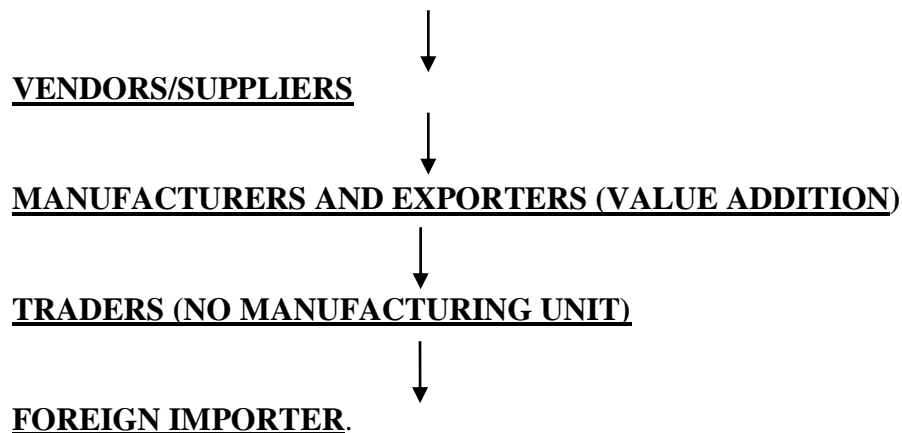 VENDORS/SUPPLIERS
MANUFACTURERS AND EXPORTERS (VALUE ADDITION)
TRADERS (NO MANUFACTURING UNIT)
FOREIGN IMPORTER.